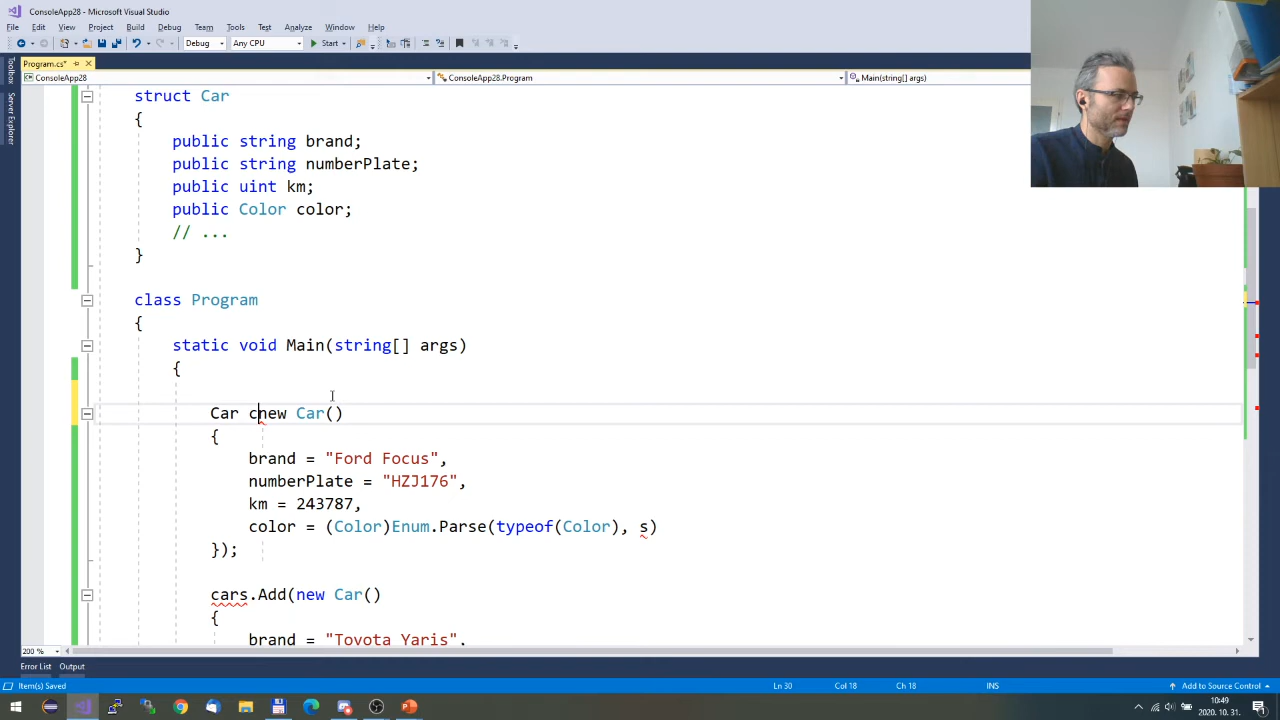 ConsoleApp28 - Microsoft Visual Studio
File Edit View Project Build Debug Team Tools Test Analyze Window Help
Debug Any CPU Start
Program.cs*
ConsoleApp28 ConsoleApp28.Program Main(string[] args)
Toolbox
Server Explorer
struct Car
{
public string brand;
public string numberPlate;
public uint km;
public Color color;
// ...
}
class Program
{
static void Main(string[] args)
{
Car cnew Car()
{
brand = "Ford Focus",
numberPlate = "HZJ176",
km = 243787,
color = (Color)Enum.Parse(typeof(Color), s)
});
cars.Add(new Car()
{
brand = "Toyota Yaris",
200 %
Error List Output
Item(s) Saved Ln 30 Col 18 Ch 18 INS Add to Source Control
10:49
2020. 10. 31.